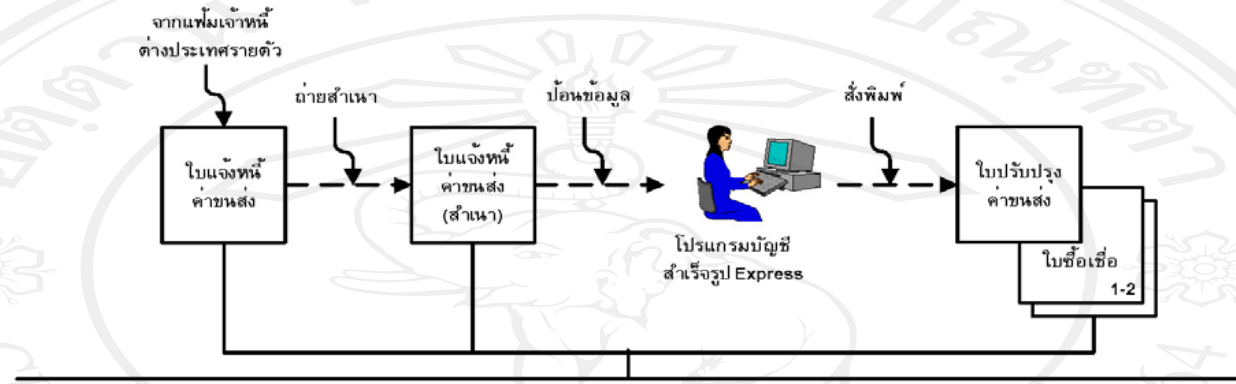 จากแฟ้มเจ้าหนี้
ต่างประเทศรายตัว
ถ่ายสำเนา
ป้อนข้อมูล
สั่งพิมพ์
ใบแจ้งหนี้
ค่าขนส่ง
ใบแจ้งหนี้
ค่าขนส่ง
(สำเนา)
โปรแกรมบัญชี
สำเร็จรูป Express
ใบปรับปรุง
ค่าขนส่ง
ใบซื้อเชื่อ
1-2